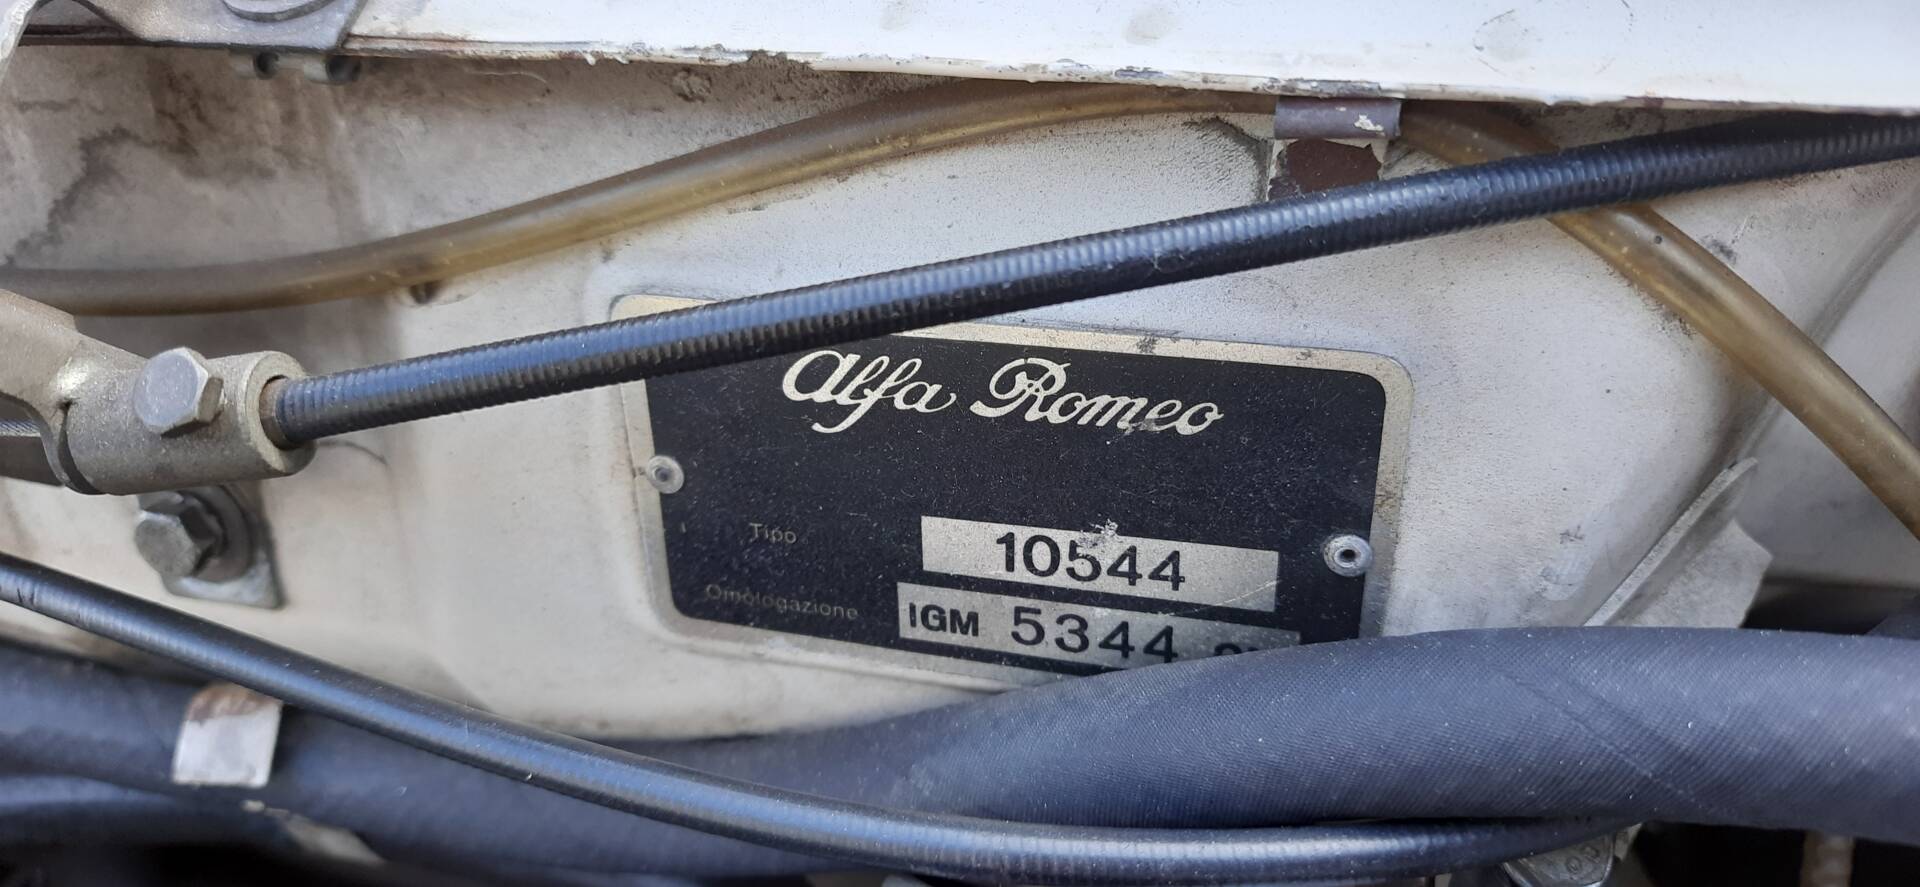 Alfa Romeo
Tipo 10544
Omologazione IGM 5344